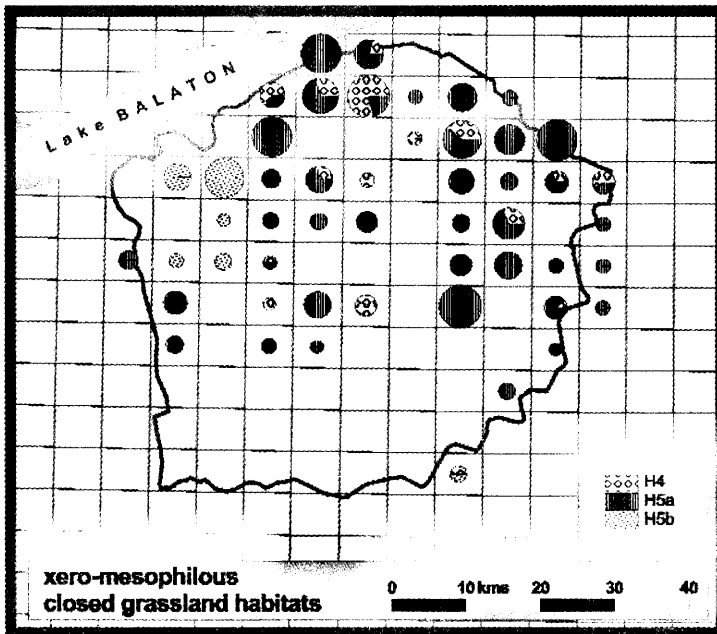 Lake BALATON
H4
H5a
H5b
xero-mesophilous
closed grassland habitats
0 10 kms 20 30 40